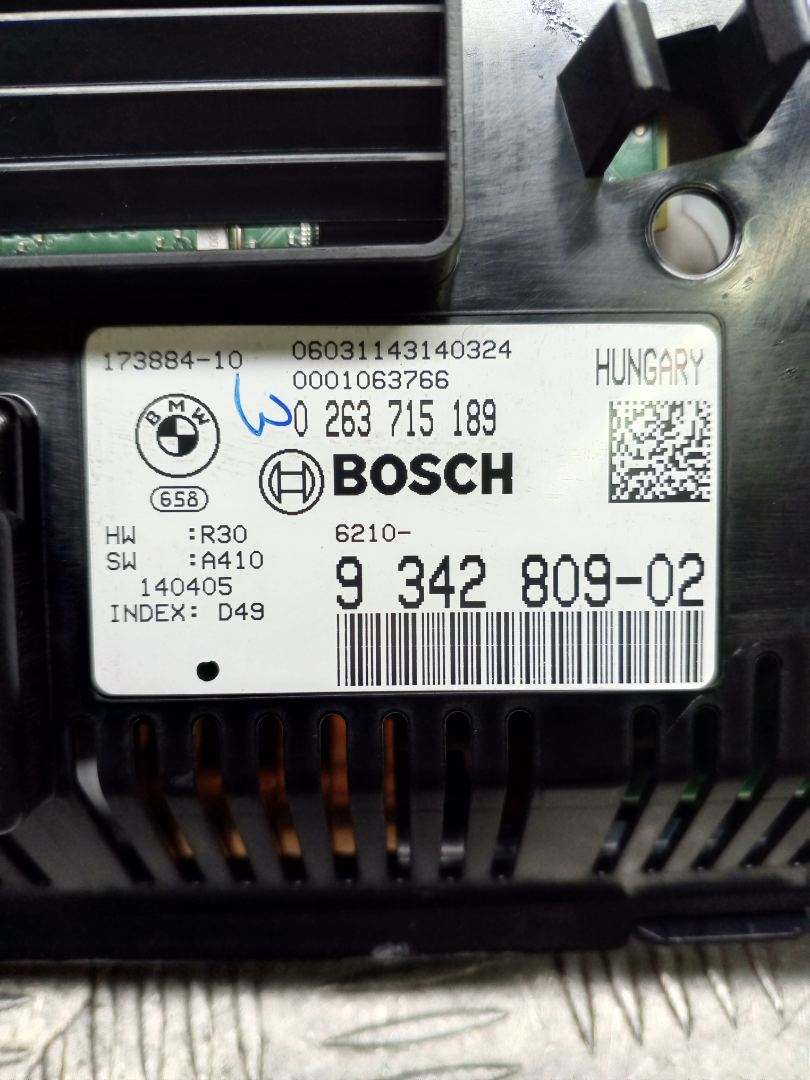 173884-10
06031143140324
0001063766
HUNGARY
BMW
3
0 263 715 189
BOSCH
658
HW :R30
SW :A410
140405
INDEX: D49
6210-
9 342 809-02